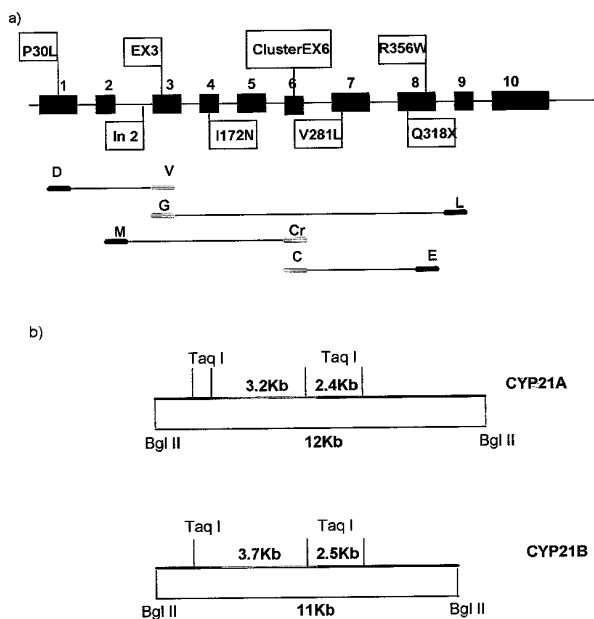 a)
P30L EX3 ClusterEX6 R356W
1 2 3 4 5 6 7 8 9 10
In 2 I172N V281L Q318X
D V
G L
M Cr
C E
b)
Taq I Taq I
3.2Kb 2.4Kb CYP21A
Bgl II 12Kb Bgl II
Taq I Taq I
3.7Kb 2.5Kb CYP21B
Bgl II 11Kb Bgl II